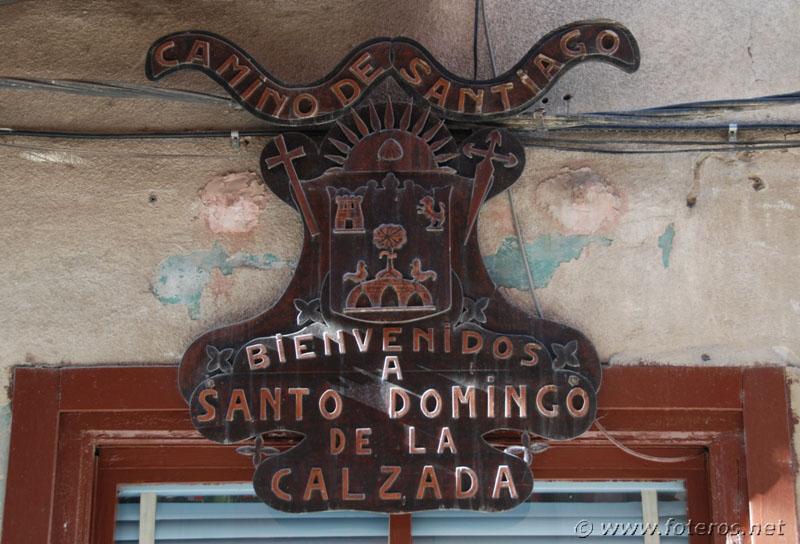 CAMINO DE SANTIAGO
BIENVENIDOS
A
SANTO DOMINGO
DE LA
CALZADA
© www.foteros.net